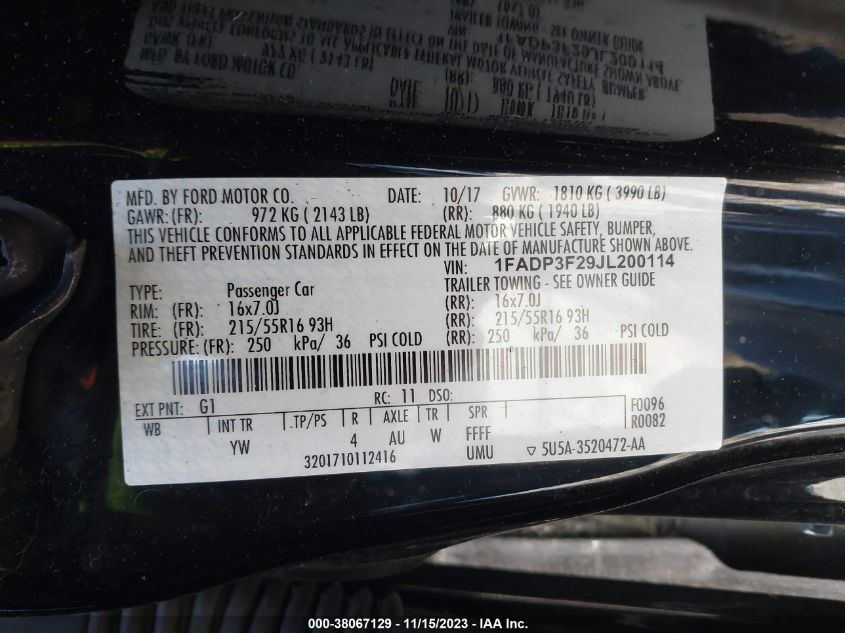 MFD. BY FORD MOTOR CO. DATE: 10/17 GVWR: 1810 KG ( 3990 LB)
GAWR: (FR): 972 KG ( 2143 LB) (RR): 880 KG ( 1940 LB)
THIS VEHICLE CONFORMS TO ALL APPLICABLE FEDERAL MOTOR VEHICLE SAFETY, BUMPER,
AND THEFT PREVENTION STANDARDS IN EFFECT ON THE DATE OF MANUFACTURE SHOWN ABOVE.
VIN: 1FADP3F29JL200114
TYPE: Passenger Car TRAILER TOWING - SEE OWNER GUIDE
RIM: (FR): 16x7.0J (RR): 16x7.0J
TIRE: (FR): 215/55R16 93H (RR): 215/55R16 93H
PRESSURE: (FR): 250 kPa/ 36 PSI COLD (RR): 250 kPa/ 36 PSI COLD
EXT PNT: G1 RC: 11 DSO: F0096
WB INT TR .TP/PS R AXLE TR SPR R0082
YW 4 AU W FFFF
3201710112416 UMU ▽ 5U5A-3520472-AA
#000-38067129 - 11/15/2023 - IAA Inc.